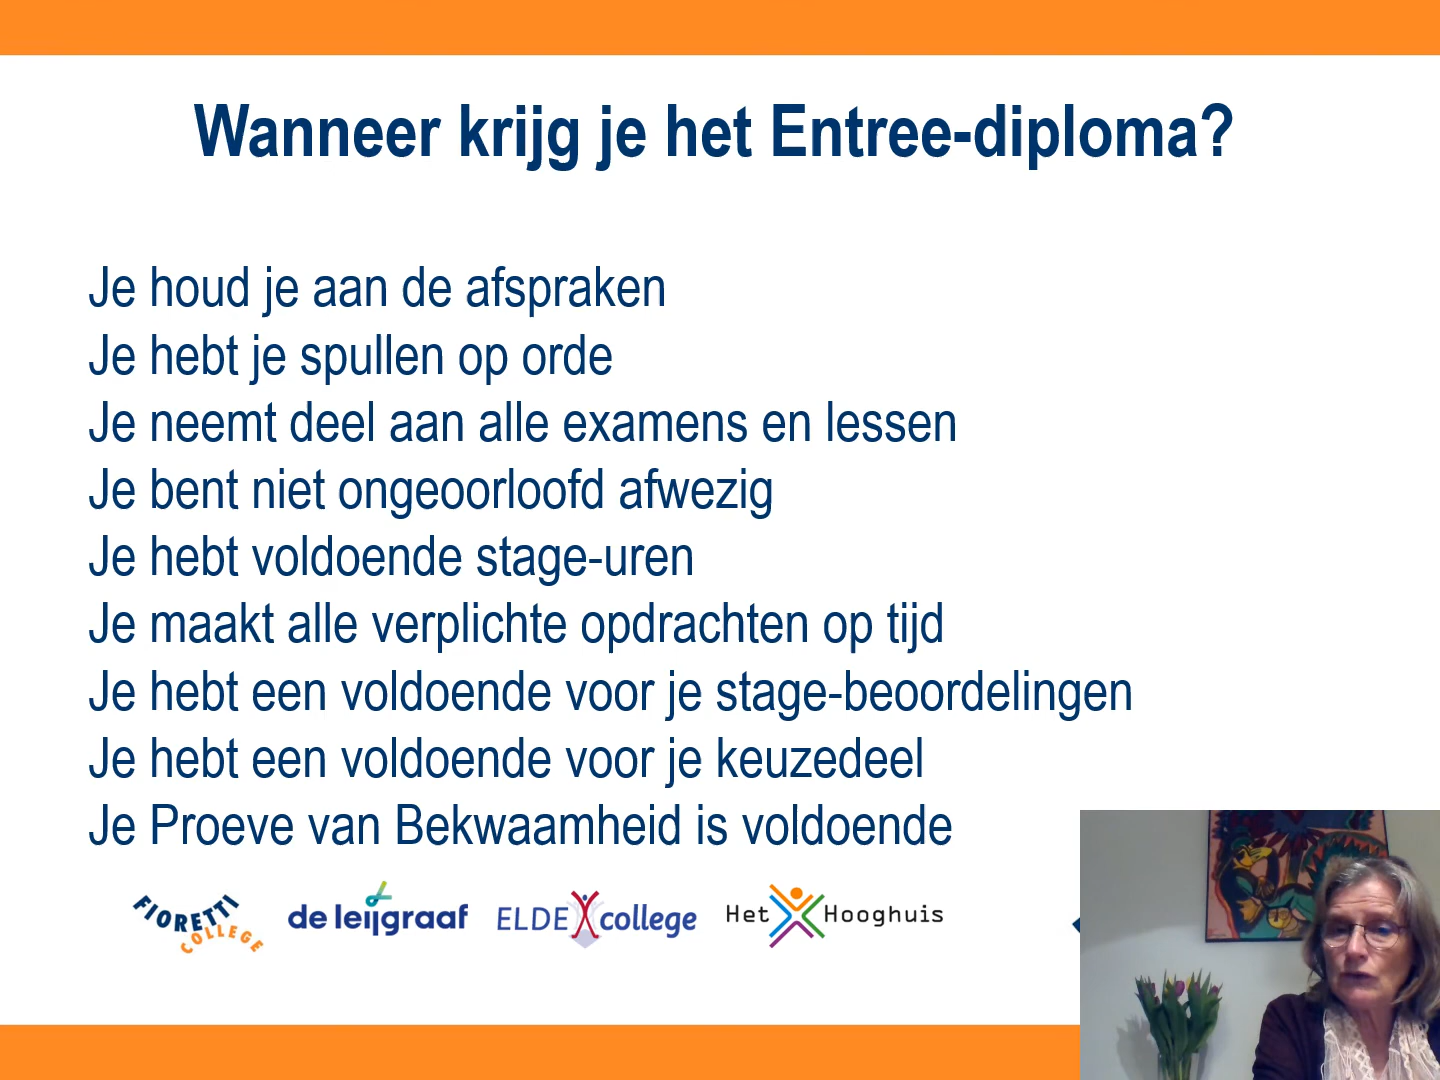 Wanneer krijg je het Entree-diploma?
Je houd je aan de afspraken
Je hebt je spullen op orde
Je neemt deel aan alle examens en lessen
Je bent niet ongeoorloofd afwezig
Je hebt voldoende stage-uren
Je maakt alle verplichte opdrachten op tijd
Je hebt een voldoende voor je stage-beoordelingen
Je hebt een voldoende voor je keuzedeel
Je Proeve van Bekwaamheid is voldoende
FIORETTI
COLLEGE
de leijgraaf
ELDE college
Het Hooghuis